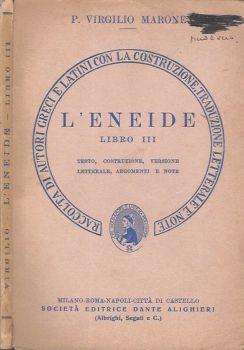 P. VIRGILIO MARONE
RACCOLTA DI AUTORI GRECI E LATINI CON LA COSTRUZIONE, TRADUZIONE LETTERALE E NOTE
L'ENEIDE
LIBRO III
TESTO, COSTRUZIONE, VERSIONE
LETTERALE, ARGOMENTI E NOTE
MILANO-ROMA-NAPOLI-CITTÀ DI CASTELLO
SOCIETÀ EDITRICE DANTE ALIGHIERI
(Albrighi, Segati e C.)
VIRGILIO L'ENEIDE - LIBRO III